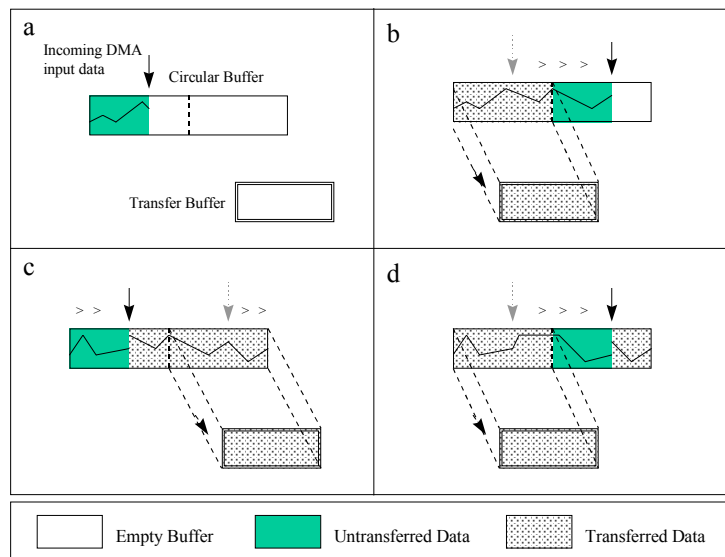 a
Incoming DMA
input data
Circular Buffer
Transfer Buffer
b
> > >
c
> >
> >
d
> > >
Empty Buffer
Untransferred Data
Transferred Data